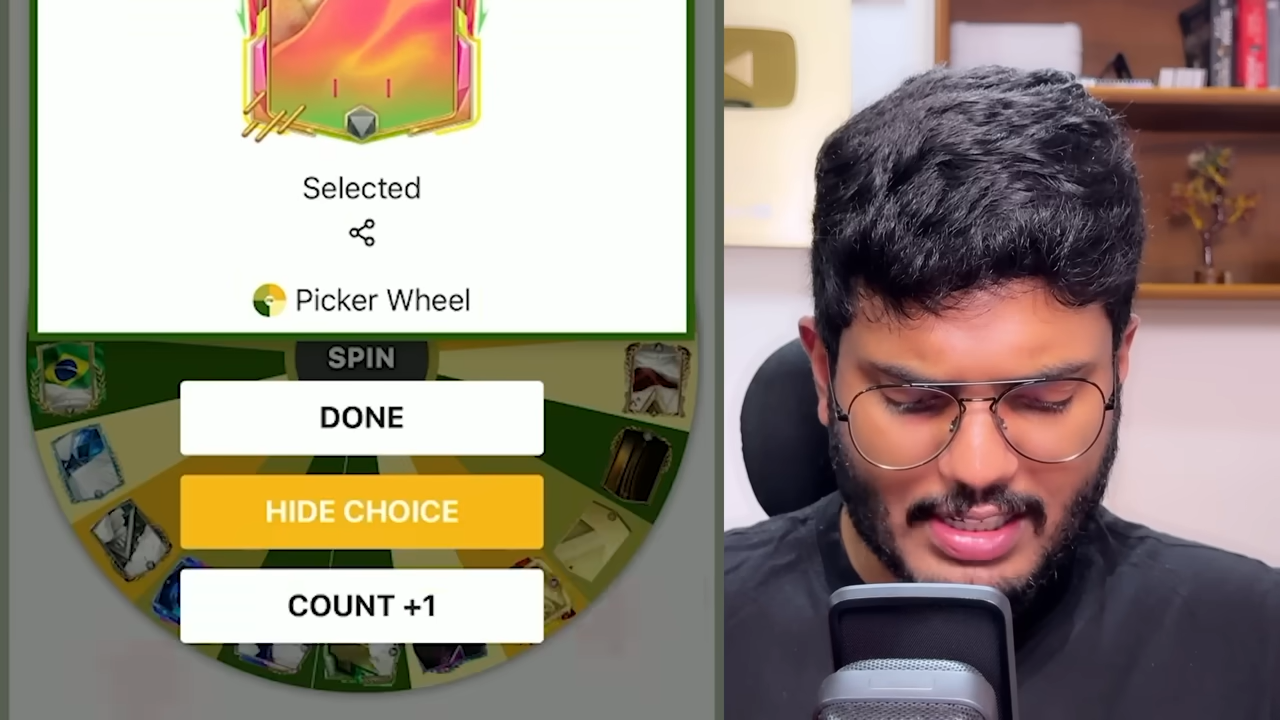 Selected
Picker Wheel
SPIN
DONE
HIDE CHOICE
COUNT +1